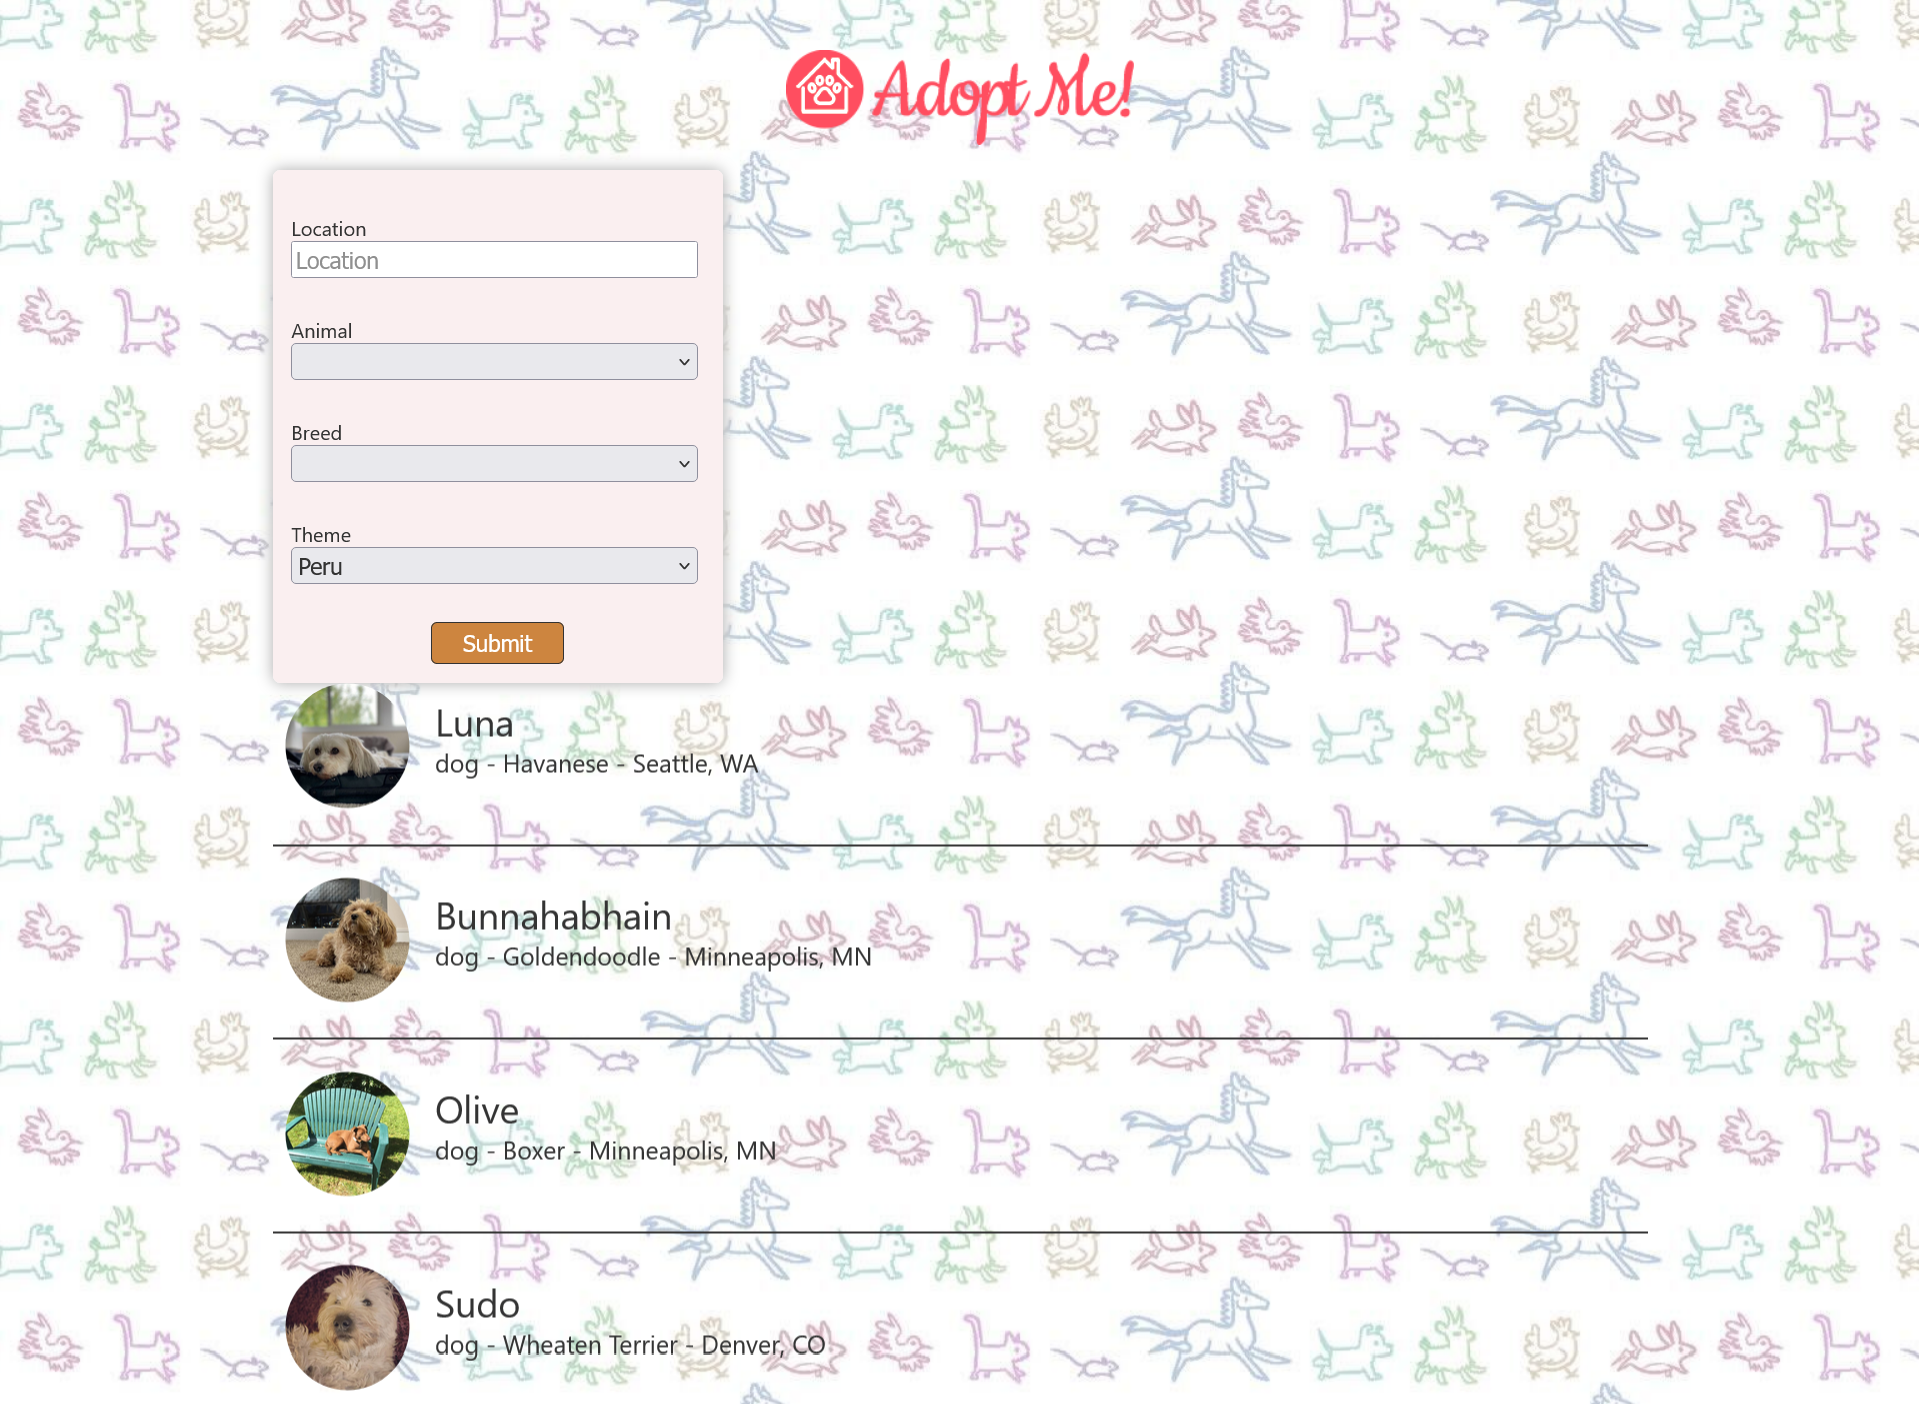 Adopt Me!
Location
Location
Animal
Breed
Theme
Peru
Submit
Luna
dog - Havanese - Seattle, WA
Bunnahabhain
dog - Goldendoodle - Minneapolis, MN
Olive
dog - Boxer - Minneapolis, MN
Sudo
dog - Wheaten Terrier - Denver, CO